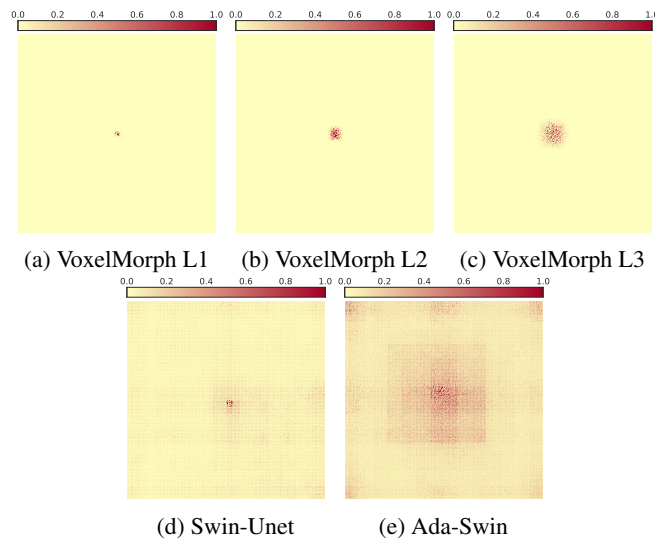 0.0 0.2 0.4 0.6 0.8 1.0 0.0 0.2 0.4 0.6 0.8 1.0 0.0 0.2 0.4 0.6 0.8 1.0
(a) VoxelMorph L1 (b) VoxelMorph L2 (c) VoxelMorph L3
0.0 0.2 0.4 0.6 0.8 1.0 0.0 0.2 0.4 0.6 0.8 1.0
(d) Swin-Unet (e) Ada-Swin